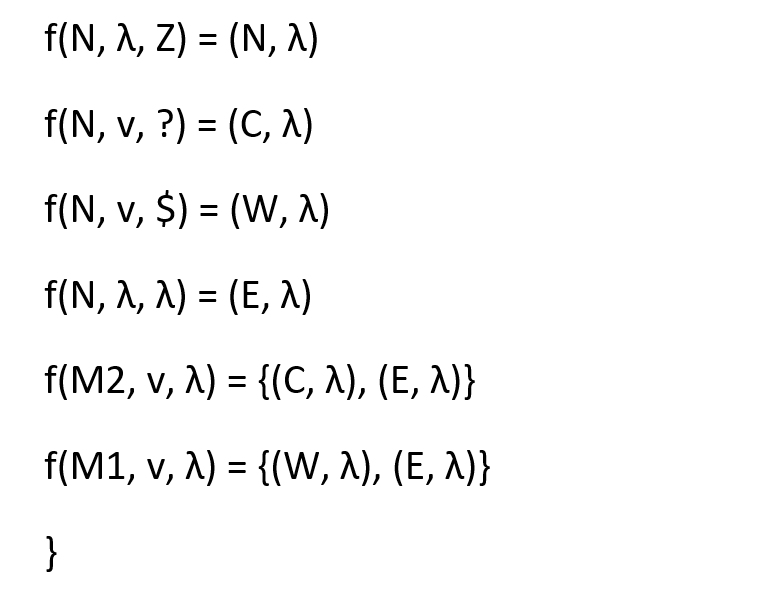 f(N, λ, Z) = (N, λ)
f(N, v, ?) = (C, λ)
f(N, v, $) = (W, λ)
f(N, λ, λ) = (E, λ)
f(M2, v, λ) = {(C, λ), (E, λ)}
f(M1, v, λ) = {(W, λ), (E, λ)}
}